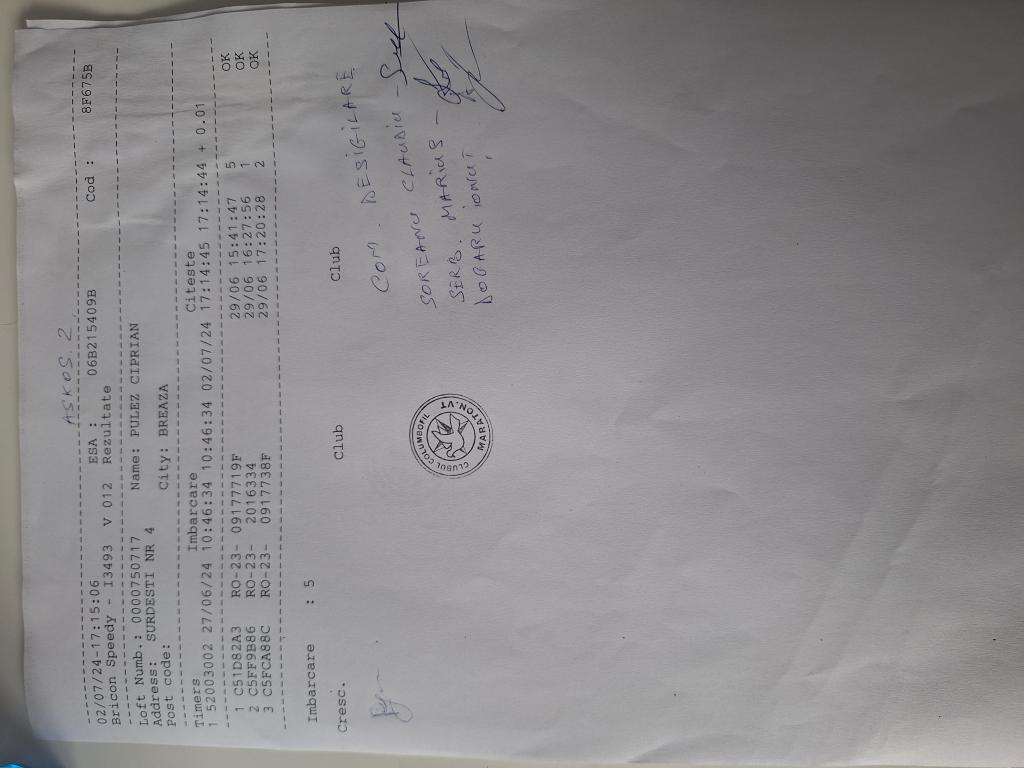 ASKOS 2
02/07/24-17:15:06 ESA : 06B215409B Cod : 8F675B
Bricon Speedy - I3493 V 012 Rezultate
Loft Numb.: 0000750717 Name: PULEZ CIPRIAN
Address: SURDESTI NR 4
Post code: City: BREAZA
Timers Imbarcare Citeste
1 52003002 27/06/24 10:46:34 10:46:34 02/07/24 17:14:45 17:14:44 + 0.01
1 C51D82A3 RO-23- 0917771​9F 29/06 15:41:47 5 OK
2 C5FF9B86 RO-23- 2016334 29/06 16:27:56 1 OK
3 C5FCA88C RO-23- 0917738F 29/06 17:20:28 2 OK
Imbarcare : 5
Cresc. Club Club
COM. DESIGILARE
SOREANU CLAUDIU -
SERB. MARIUS -
DOBARU IONUT,
CLUBUL COLUMBOFIL MARATON.VT